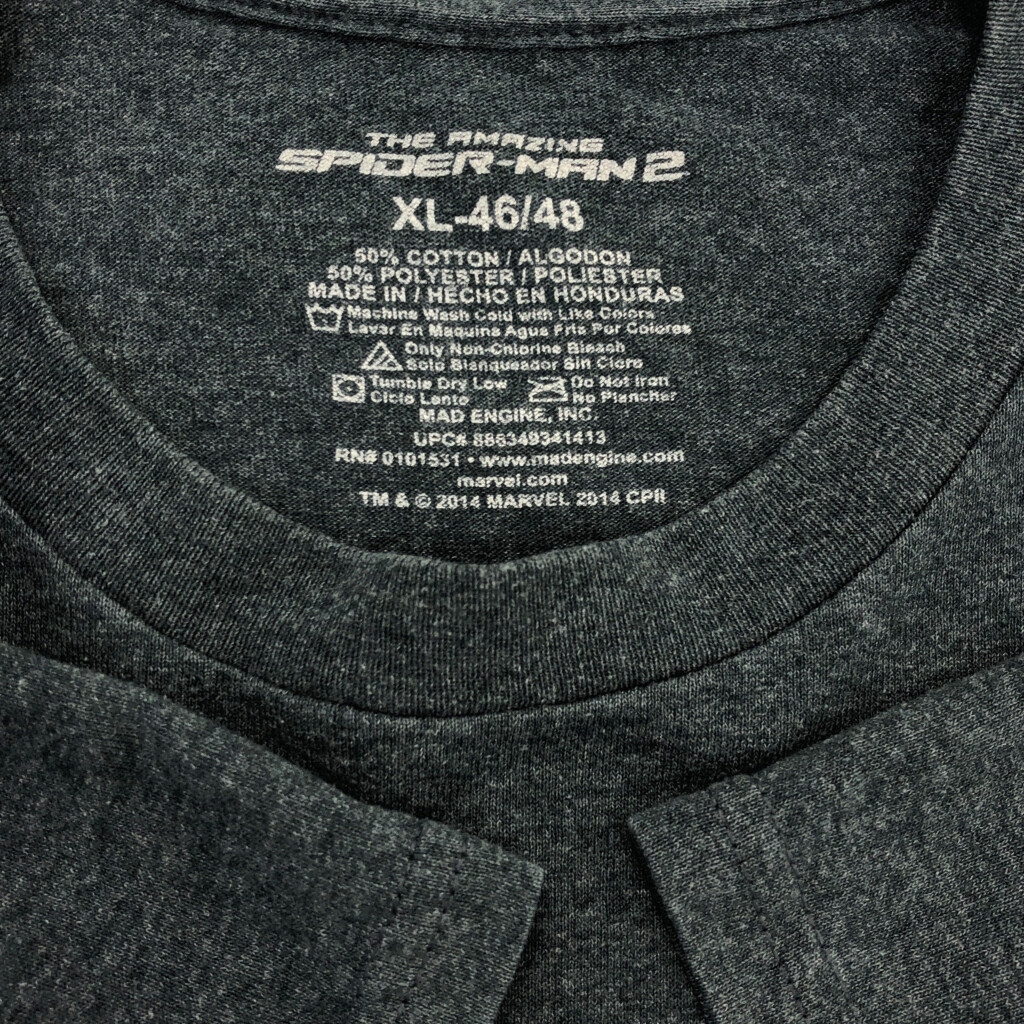 THE AMAZING
SPIDER-MAN 2
XL-46/48
50% COTTON / ALGODON
50% POLYESTER / POLIESTER
MADE IN / HECHO EN HONDURAS
Machine Wash Cold with Like Colors
Lavar En Maquina Agua Fria Por Colores
Only Non-Chlorine Bleach
Solo Blanqueador Sin Cloro
Tumble Dry Low Do Not Iron
Ciclo Lento No Planchar
MAD ENGINE, INC.
UPC# 886349341413
RN# 0101531 • www.madengine.com
marvel.com
TM & © 2014 MARVEL 2014 CPII